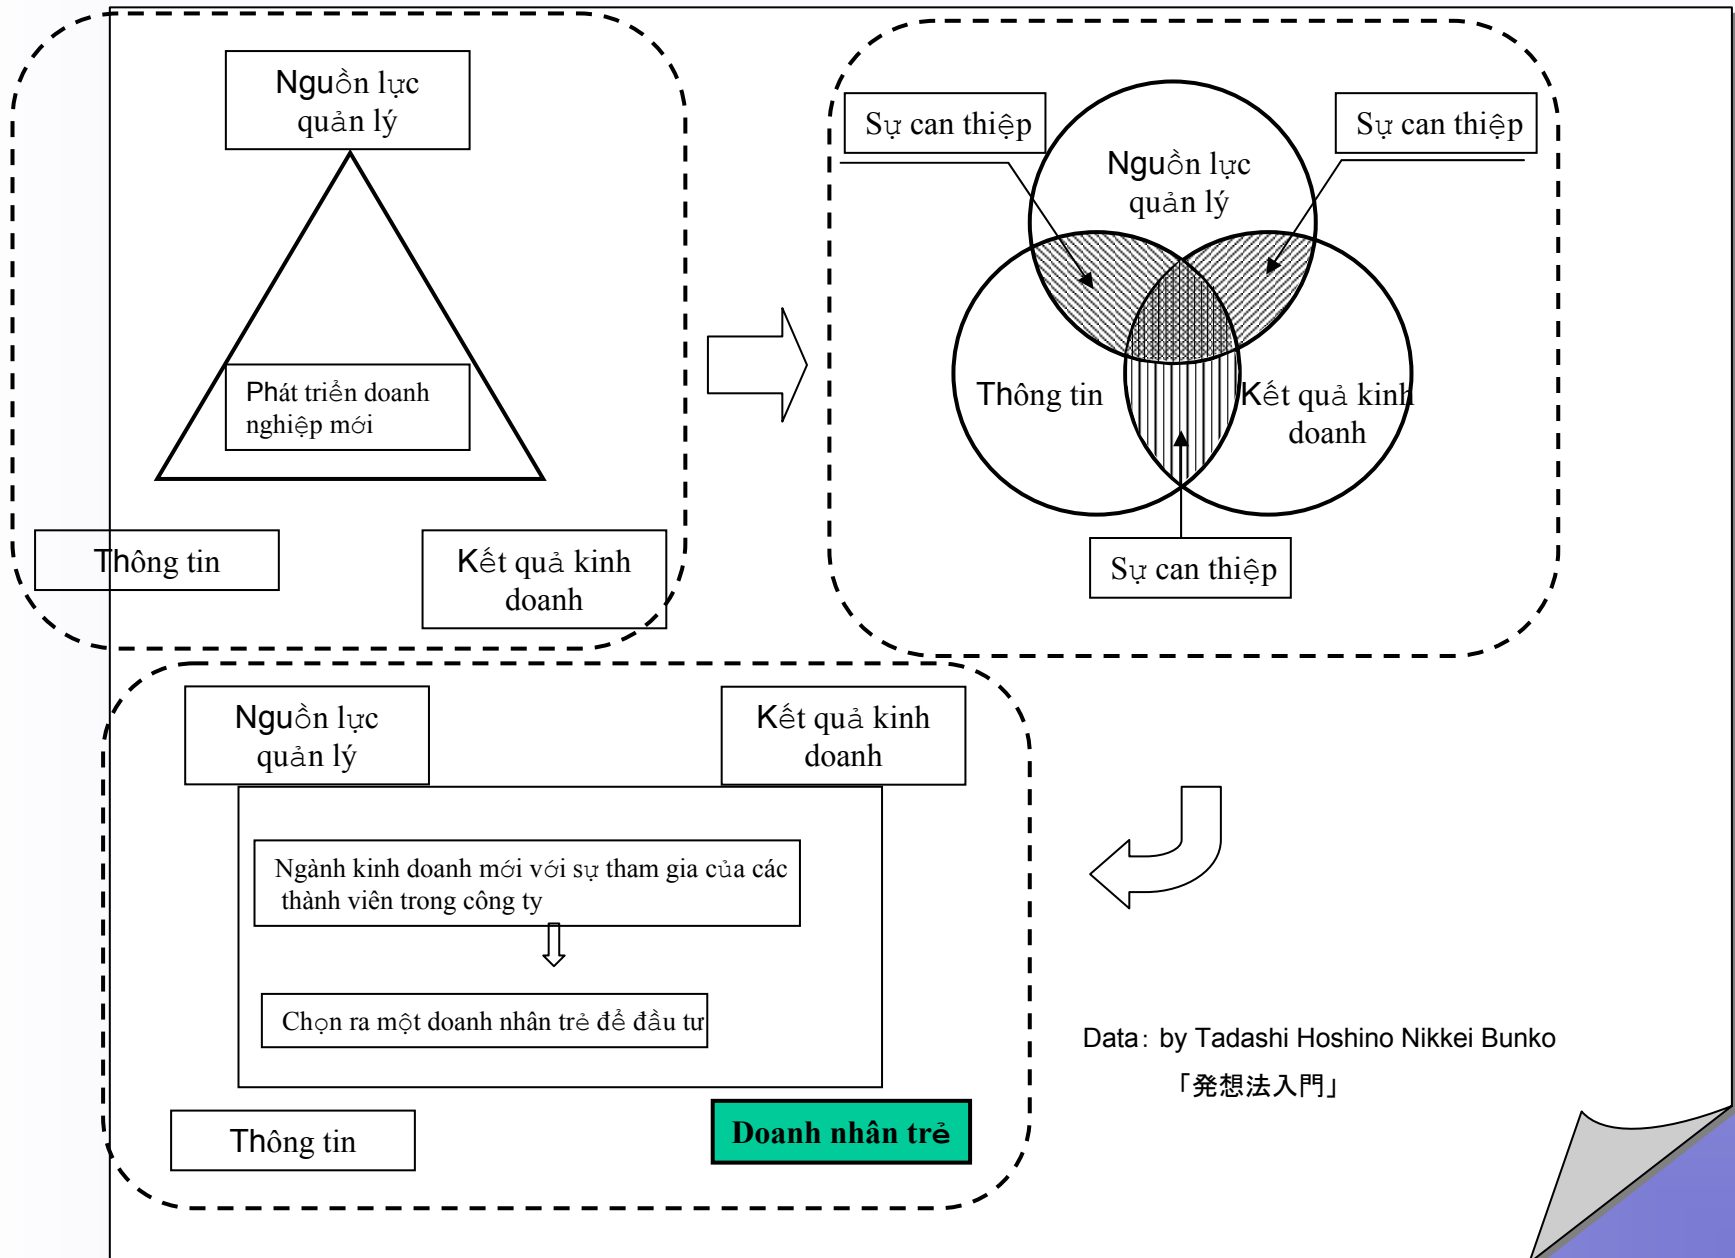 Nguồn lực
quản lý
Phát triển doanh
nghiệp mới
Thông tin
Kết quả kinh
doanh
Sự can thiệp
Sự can thiệp
Nguồn lực
quản lý
Thông tin
Kết quả kinh
doanh
Sự can thiệp
Nguồn lực
quản lý
Kết quả kinh
doanh
Ngành kinh doanh mới với sự tham gia của các
thành viên trong công ty
Chọn ra một doanh nhân trẻ để đầu tư
Thông tin
Doanh nhân trẻ
Data: by Tadashi Hoshino Nikkei Bunko
「発想法入門」